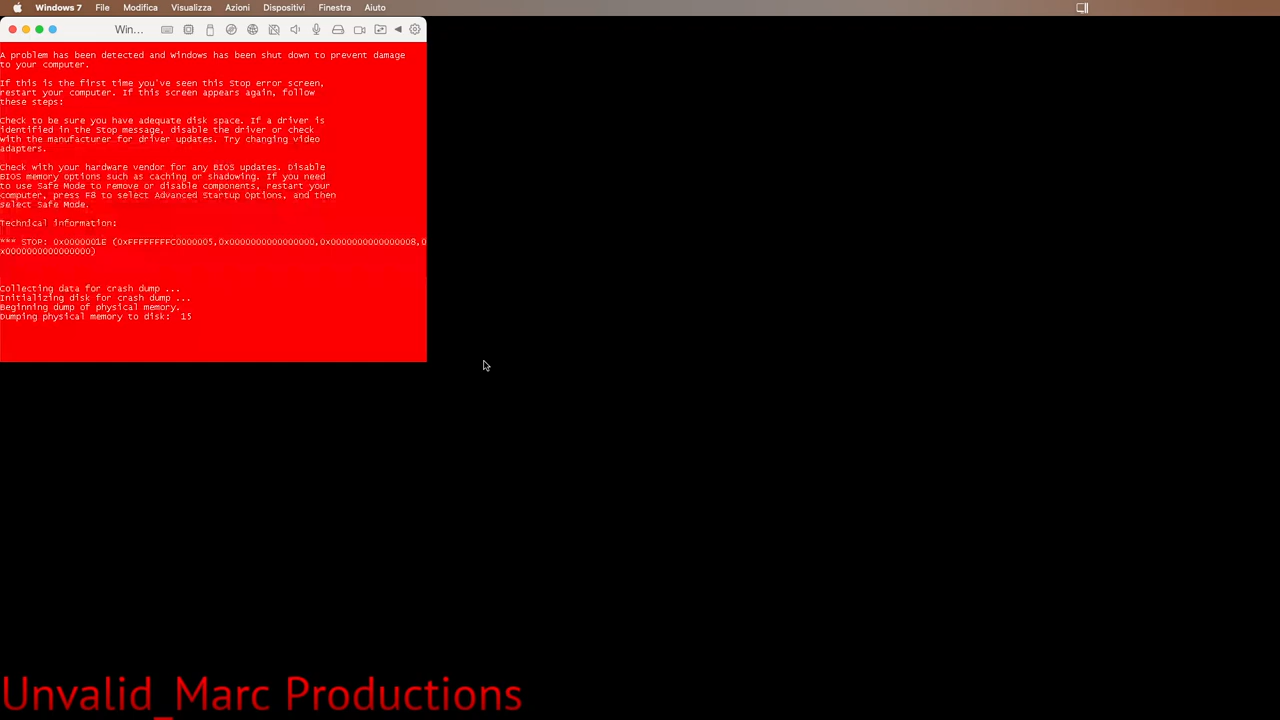 Windows 7 File Modifica Visualizza Azioni Dispositivi Finestra Aiuto
Win...
A problem has been detected and Windows has been shut down to prevent damage
to your computer.
If this is the first time you've seen this Stop error screen,
restart your computer. If this screen appears again, follow
these steps:
Check to be sure you have adequate disk space. If a driver is
identified in the Stop message, disable the driver or check
with the manufacturer for driver updates. Try changing video
adapters.
Check with your hardware vendor for any BIOS updates. Disable
BIOS memory options such as caching or shadowing. If you need
to use Safe Mode to remove or disable components, restart your
computer, press F8 to select Advanced Startup Options, and then
select Safe Mode.
Technical information:
*** STOP: 0x0000001E (0xFFFFFFFFC0000005,0x0000000000000000,0x0000000000000008,0
x0000000000000000)
Collecting data for crash dump ...
Initializing disk for crash dump ...
Beginning dump of physical memory.
Dumping physical memory to disk:  15
Unvalid_Marc Productions